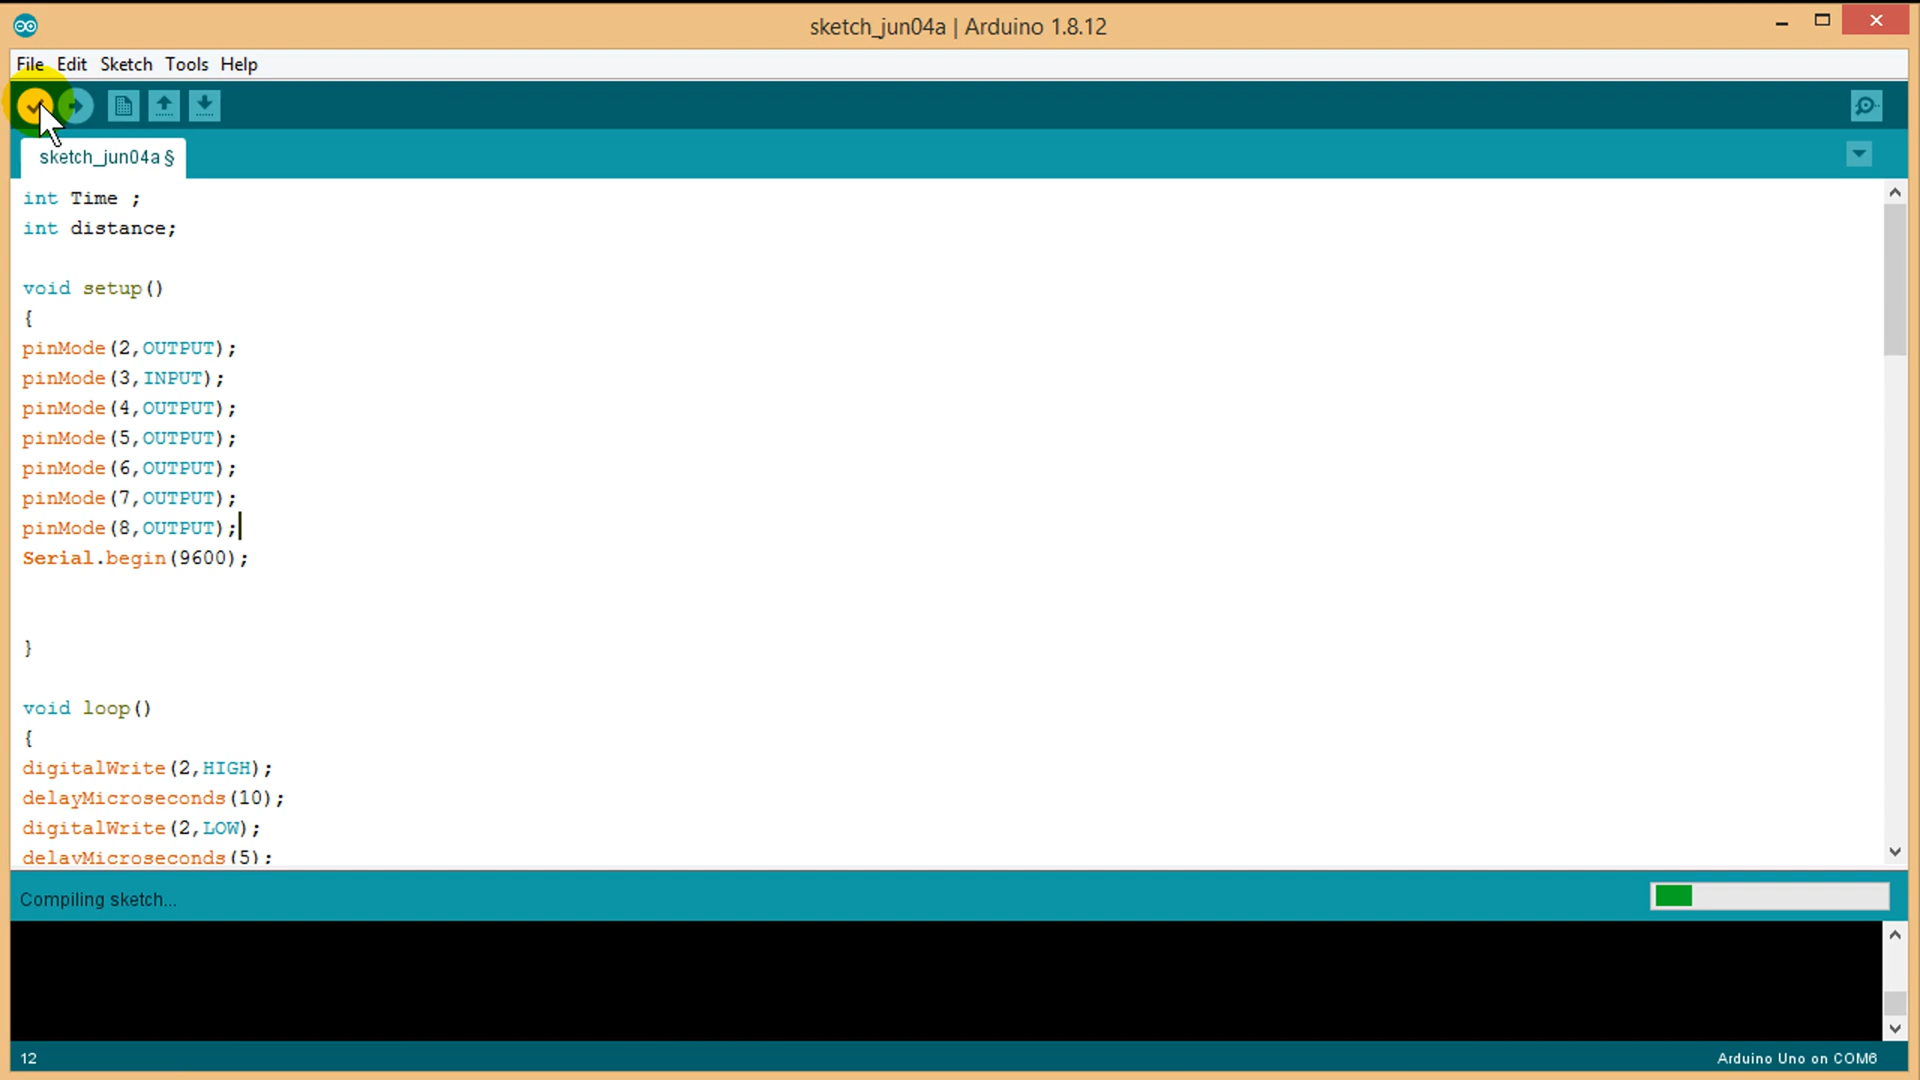 sketch_jun04a | Arduino 1.8.12
File Edit Sketch Tools Help
sketch_jun04a §
int Time ;
int distance;
void setup()
{
pinMode(2,OUTPUT);
pinMode(3,INPUT);
pinMode(4,OUTPUT);
pinMode(5,OUTPUT);
pinMode(6,OUTPUT);
pinMode(7,OUTPUT);
pinMode(8,OUTPUT);
Serial.begin(9600);
}
void loop()
{
digitalWrite(2,HIGH);
delayMicroseconds(10);
digitalWrite(2,LOW);
delayMicroseconds(5);
Compiling sketch...
12
Arduino Uno on COM6